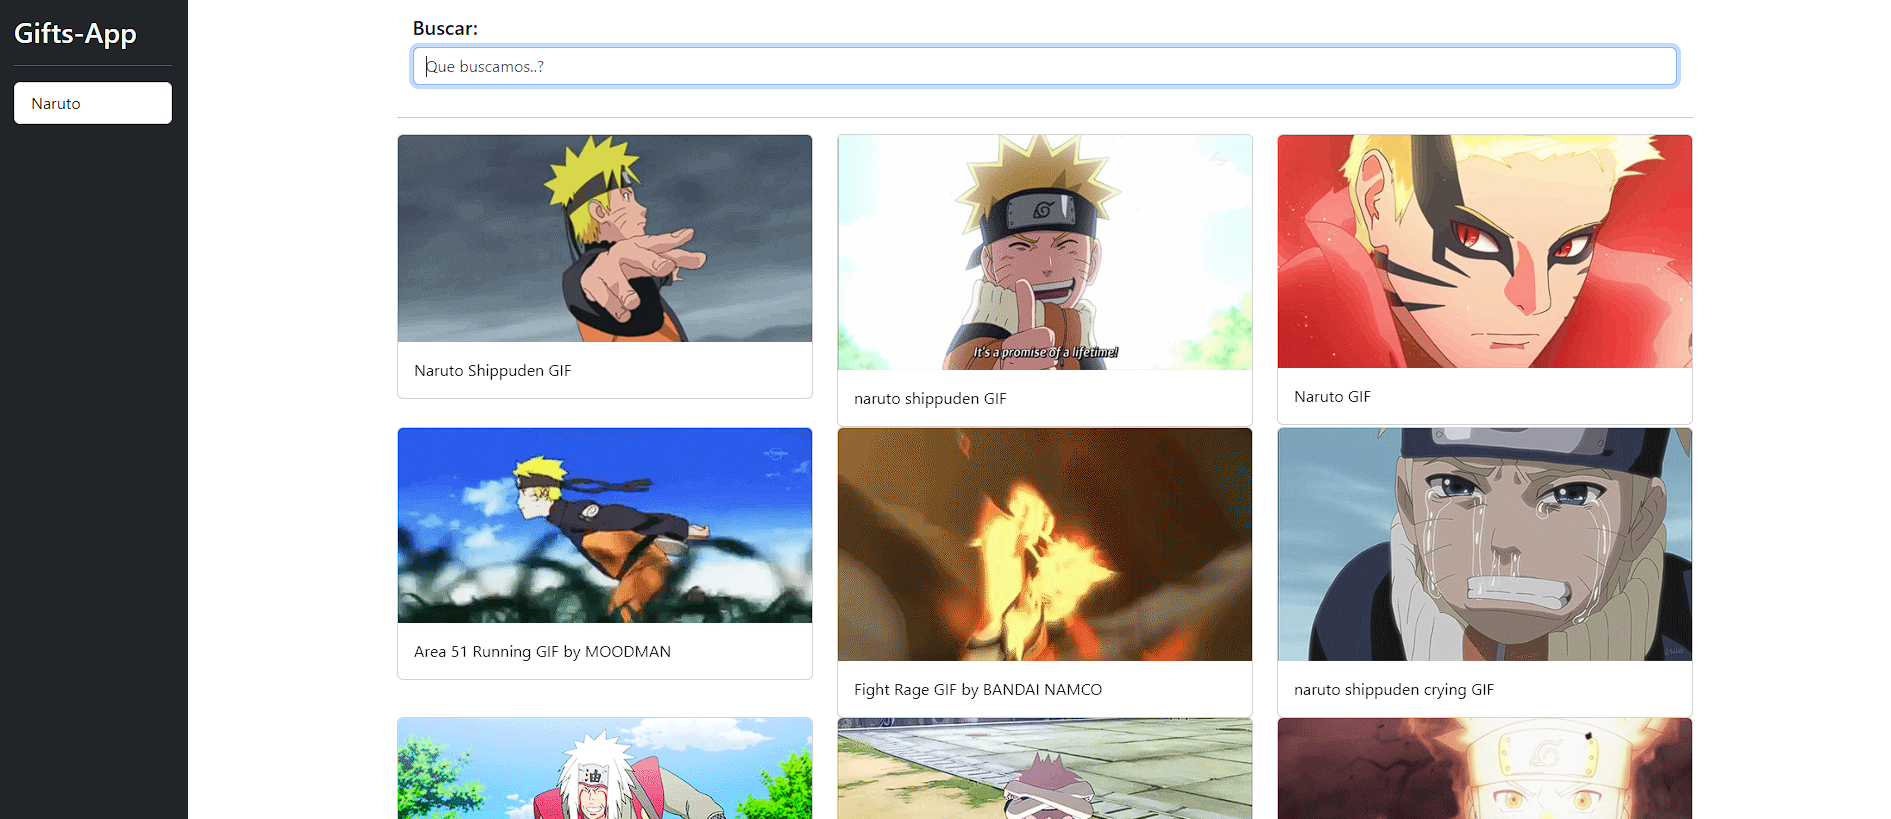 Gifts-App
Naruto
Buscar:
Que buscamos..?
It's a promise of a lifetime!
Naruto Shippuden GIF
naruto shippuden GIF
Naruto GIF
Area 51 Running GIF by MOODMAN
Fight Rage GIF by BANDAI NAMCO
naruto shippuden crying GIF
油